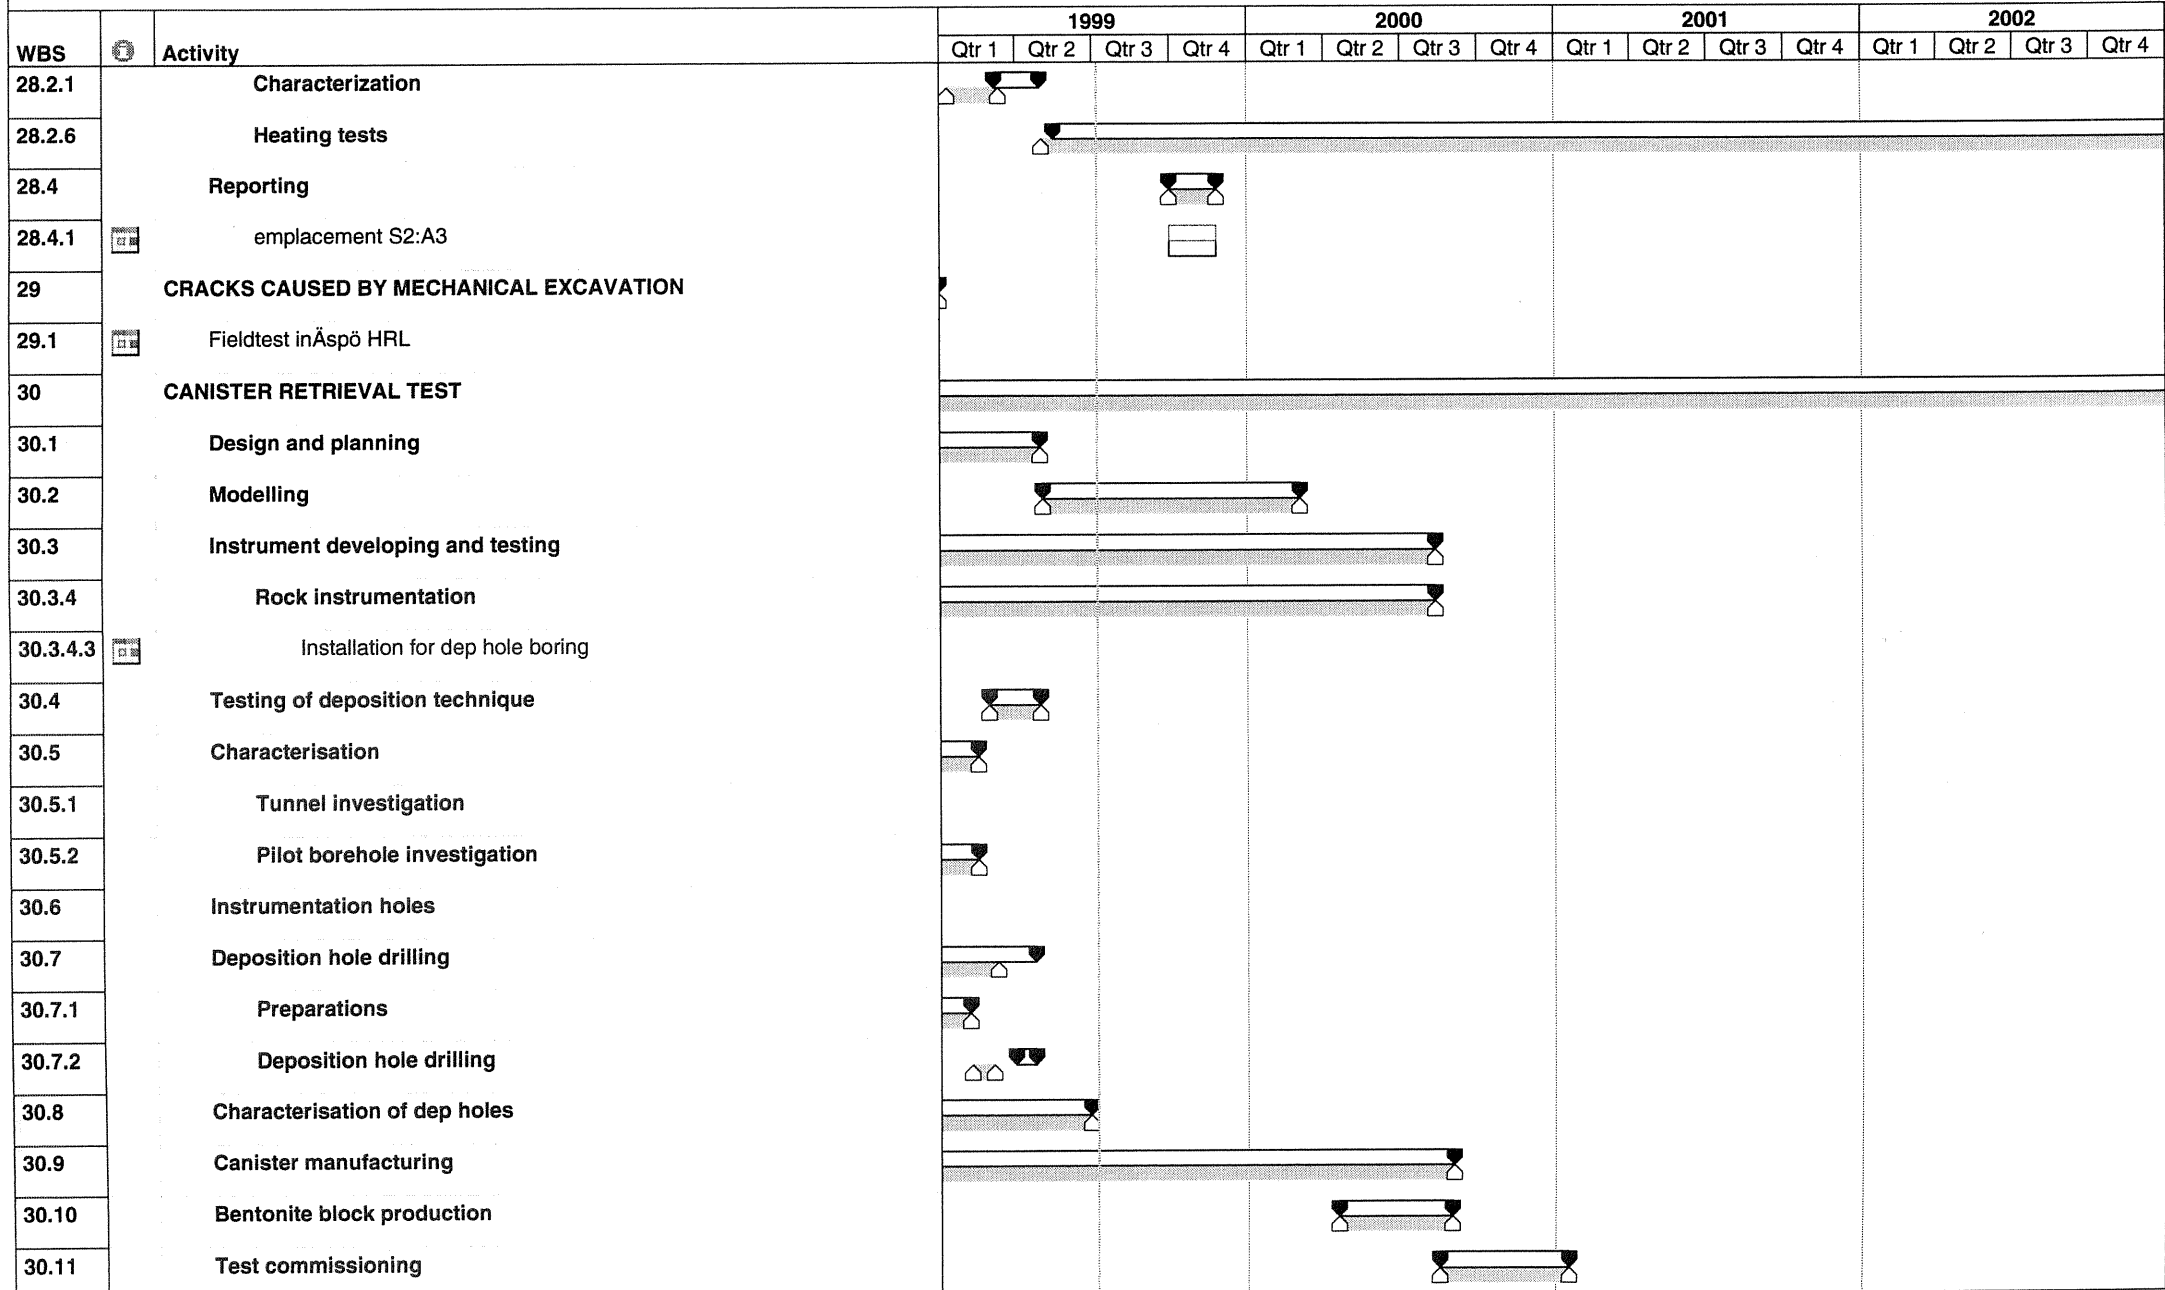 1999 2000 2001 2002
WBS Activity Qtr 1 Qtr 2 Qtr 3 Qtr 4 Qtr 1 Qtr 2 Qtr 3 Qtr 4 Qtr 1 Qtr 2 Qtr 3 Qtr 4 Qtr 1 Qtr 2 Qtr 3 Qtr 4
28.2.1 Characterization
28.2.6 Heating tests
28.4 Reporting
28.4.1 emplacement S2:A3
29 CRACKS CAUSED BY MECHANICAL EXCAVATION
29.1 Fieldtest inÄspö HRL
30 CANISTER RETRIEVAL TEST
30.1 Design and planning
30.2 Modelling
30.3 Instrument developing and testing
30.3.4 Rock instrumentation
30.3.4.3 Installation for dep hole boring
30.4 Testing of deposition technique
30.5 Characterisation
30.5.1 Tunnel investigation
30.5.2 Pilot borehole investigation
30.6 Instrumentation holes
30.7 Deposition hole drilling
30.7.1 Preparations
30.7.2 Deposition hole drilling
30.8 Characterisation of dep holes
30.9 Canister manufacturing
30.10 Bentonite block production
30.11 Test commissioning